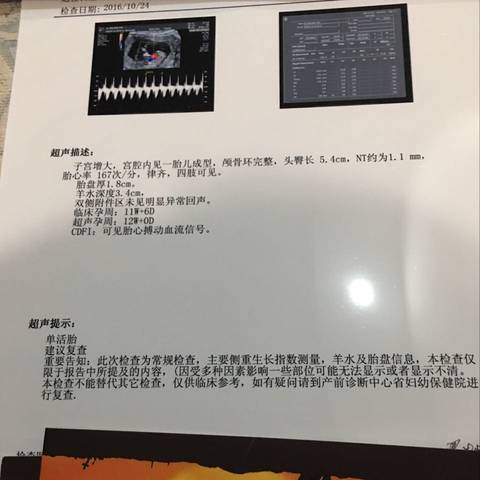 检查日期: 2016/10/24
超声描述:
子宫增大, 宫腔内见一胎儿成型, 颅骨环完整, 头臀长 5.4cm, NT约为1.1 mm,
胎心率 167次/分, 律齐, 四肢可见。
胎盘厚1.8cm,
羊水深度3.4cm,
双侧附件区未见明显异常回声。
临床孕周: 11W+6D
超声孕周: 12W+0D
CDFI: 可见胎心搏动血流信号。
超声提示:
单活胎
建议复查
重要告知: 此次检查为常规检查, 主要侧重生长指数测量, 羊水及胎盘信息, 本检查仅
限于报告中所提及的内容, (因受多种因素影响一些部位可能无法显示或者显示不清。
本检查不能替代其它检查, 仅供临床参考, 如有疑问请到产前诊断中心省妇幼保健院进
行复查.